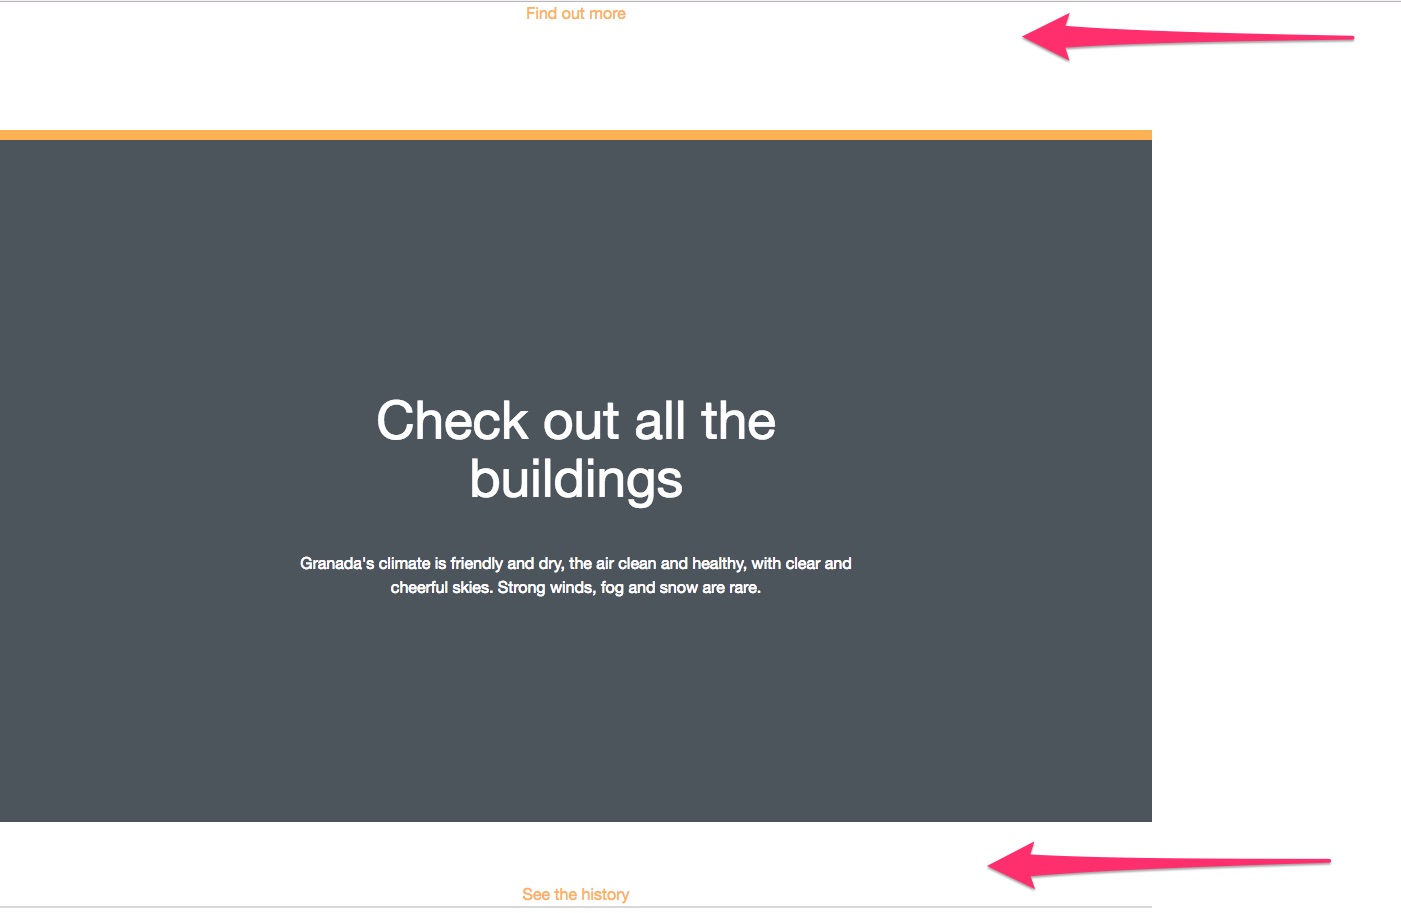 Find out more
Check out all the
buildings
Granada's climate is friendly and dry, the air clean and healthy, with clear and
cheerful skies. Strong winds, fog and snow are rare.
See the history